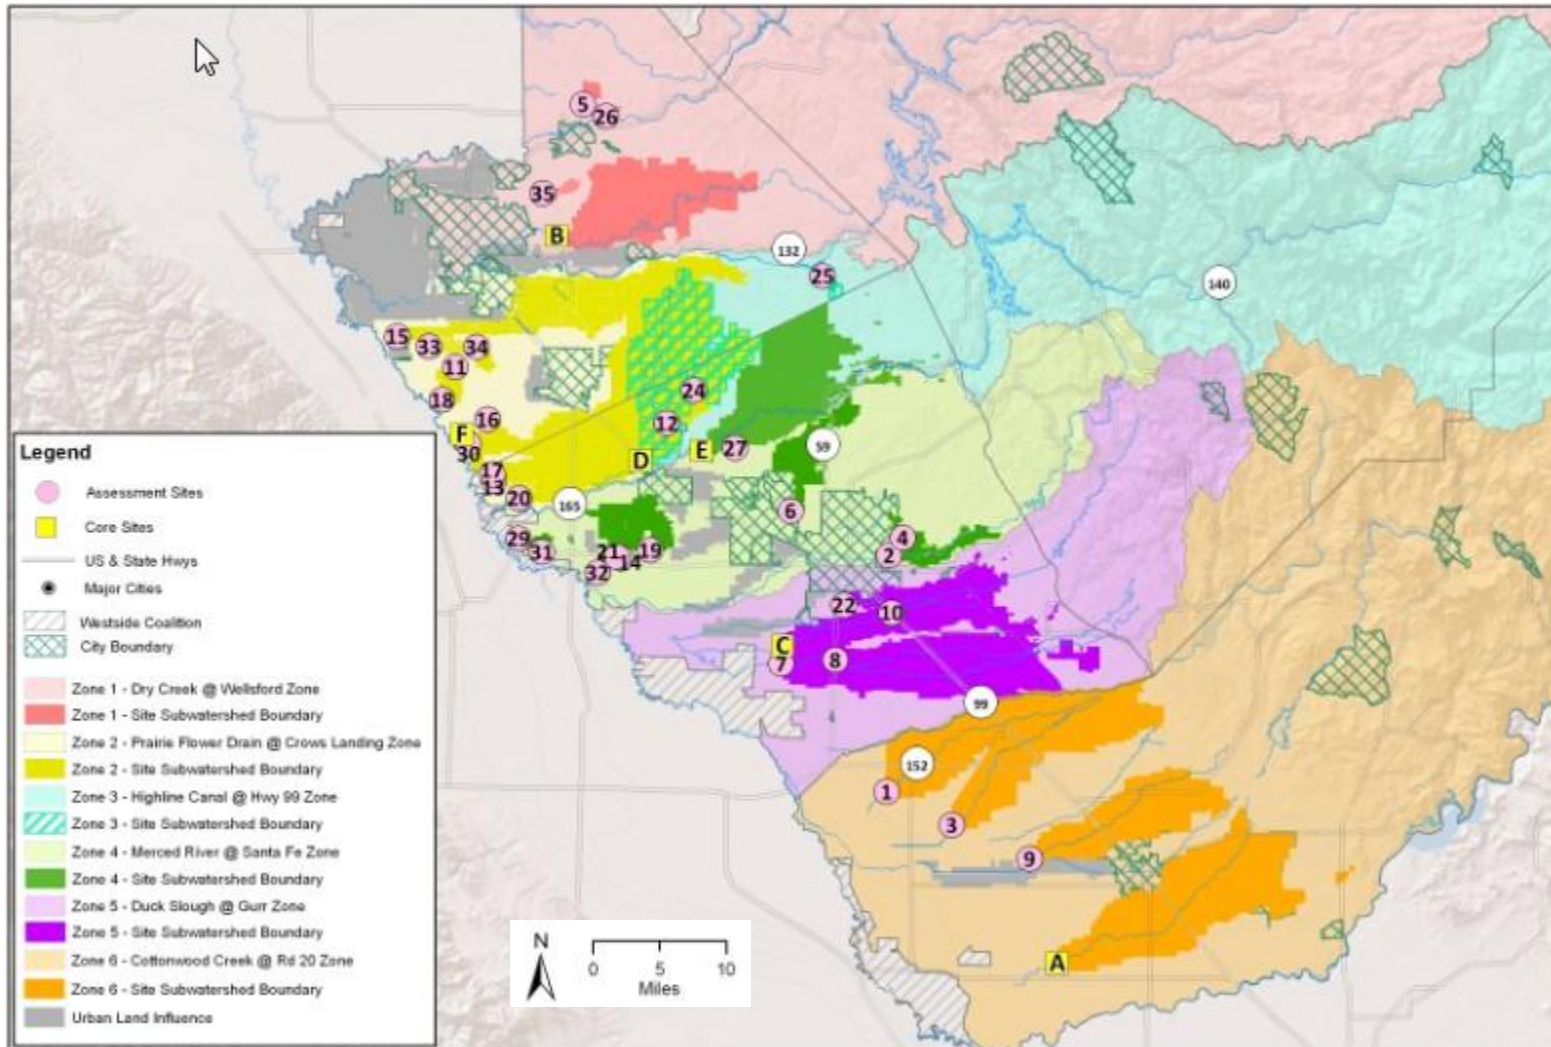 5
26
35
B
132
25
140
15
33
34
11
24
18
16
12
F
59
30
E
27
D
17
13
20
165
6
29
31
21
19
14
32
4
2
22
10
C
7
8
99
4
152
1
3
9
A
Legend
Assessment Sites
Core Sites
US & State Hwys
Major Cities
Westside Coalition
City Boundary
Zone 1 - Dry Creek @ Wellsford Zone
Zone 1 - Site Subwatershed Boundary
Zone 2 - Prairie Flower Drain @ Crows Landing Zone
Zone 2 - Site Subwatershed Boundary
Zone 3 - Highline Canal @ Hwy 99 Zone
Zone 3 - Site Subwatershed Boundary
Zone 4 - Merced River @ Santa Fe Zone
Zone 4 - Site Subwatershed Boundary
Zone 5 - Duck Slough @ Gurr Zone
Zone 5 - Site Subwatershed Boundary
Zone 6 - Cottonwood Creek @ Rd 20 Zone
Zone 6 - Site Subwatershed Boundary
Urban Land Influence
N
0 5 10
Miles